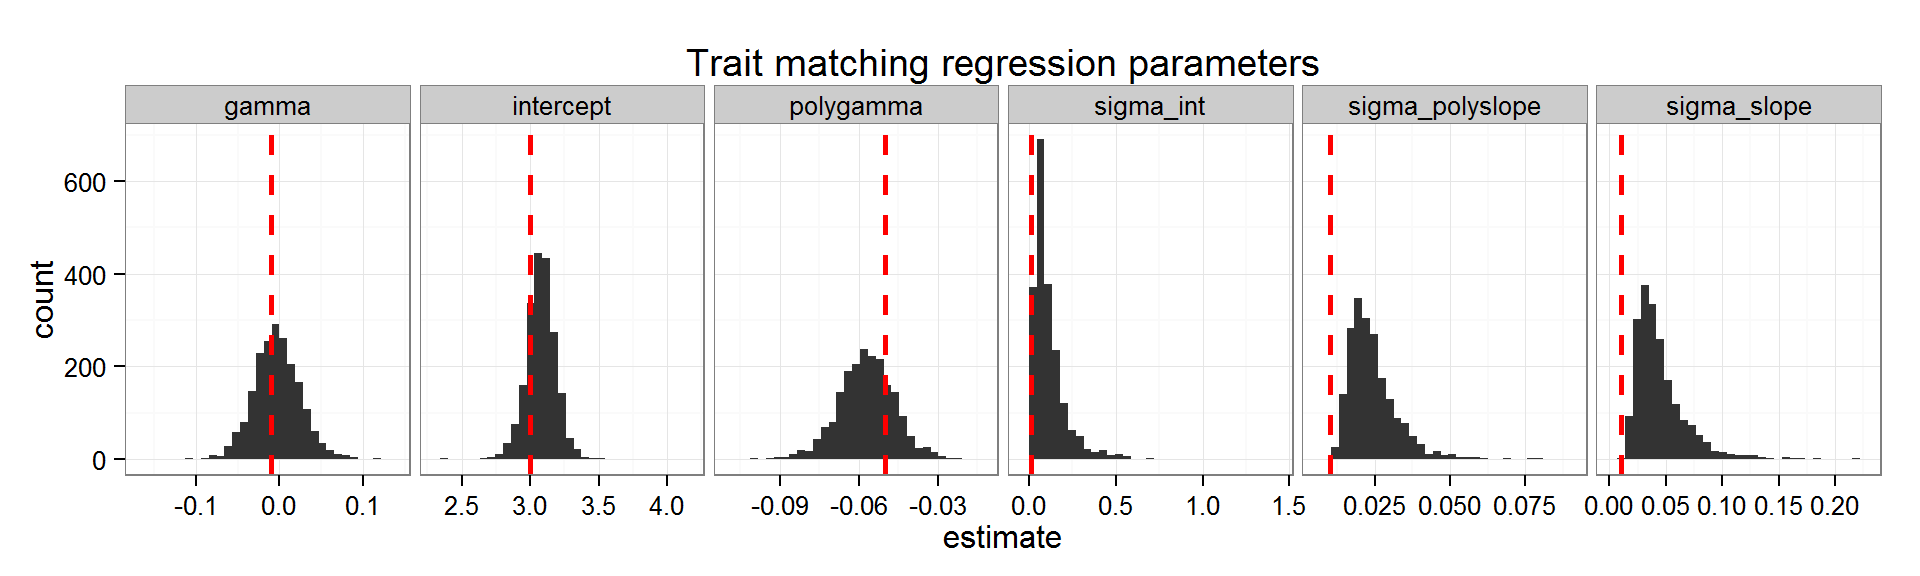 Trait matching regression parameters
gamma intercept polygamma sigma_int sigma_polyslope sigma_slope
600
400
200
0
count
-0.1 0.0 0.1 2.5 3.0 3.5 4.0 -0.09 -0.06 -0.03 0.0 0.5 1.0 1.5 0.025 0.050 0.075 0.00 0.05 0.10 0.15 0.20
estimate